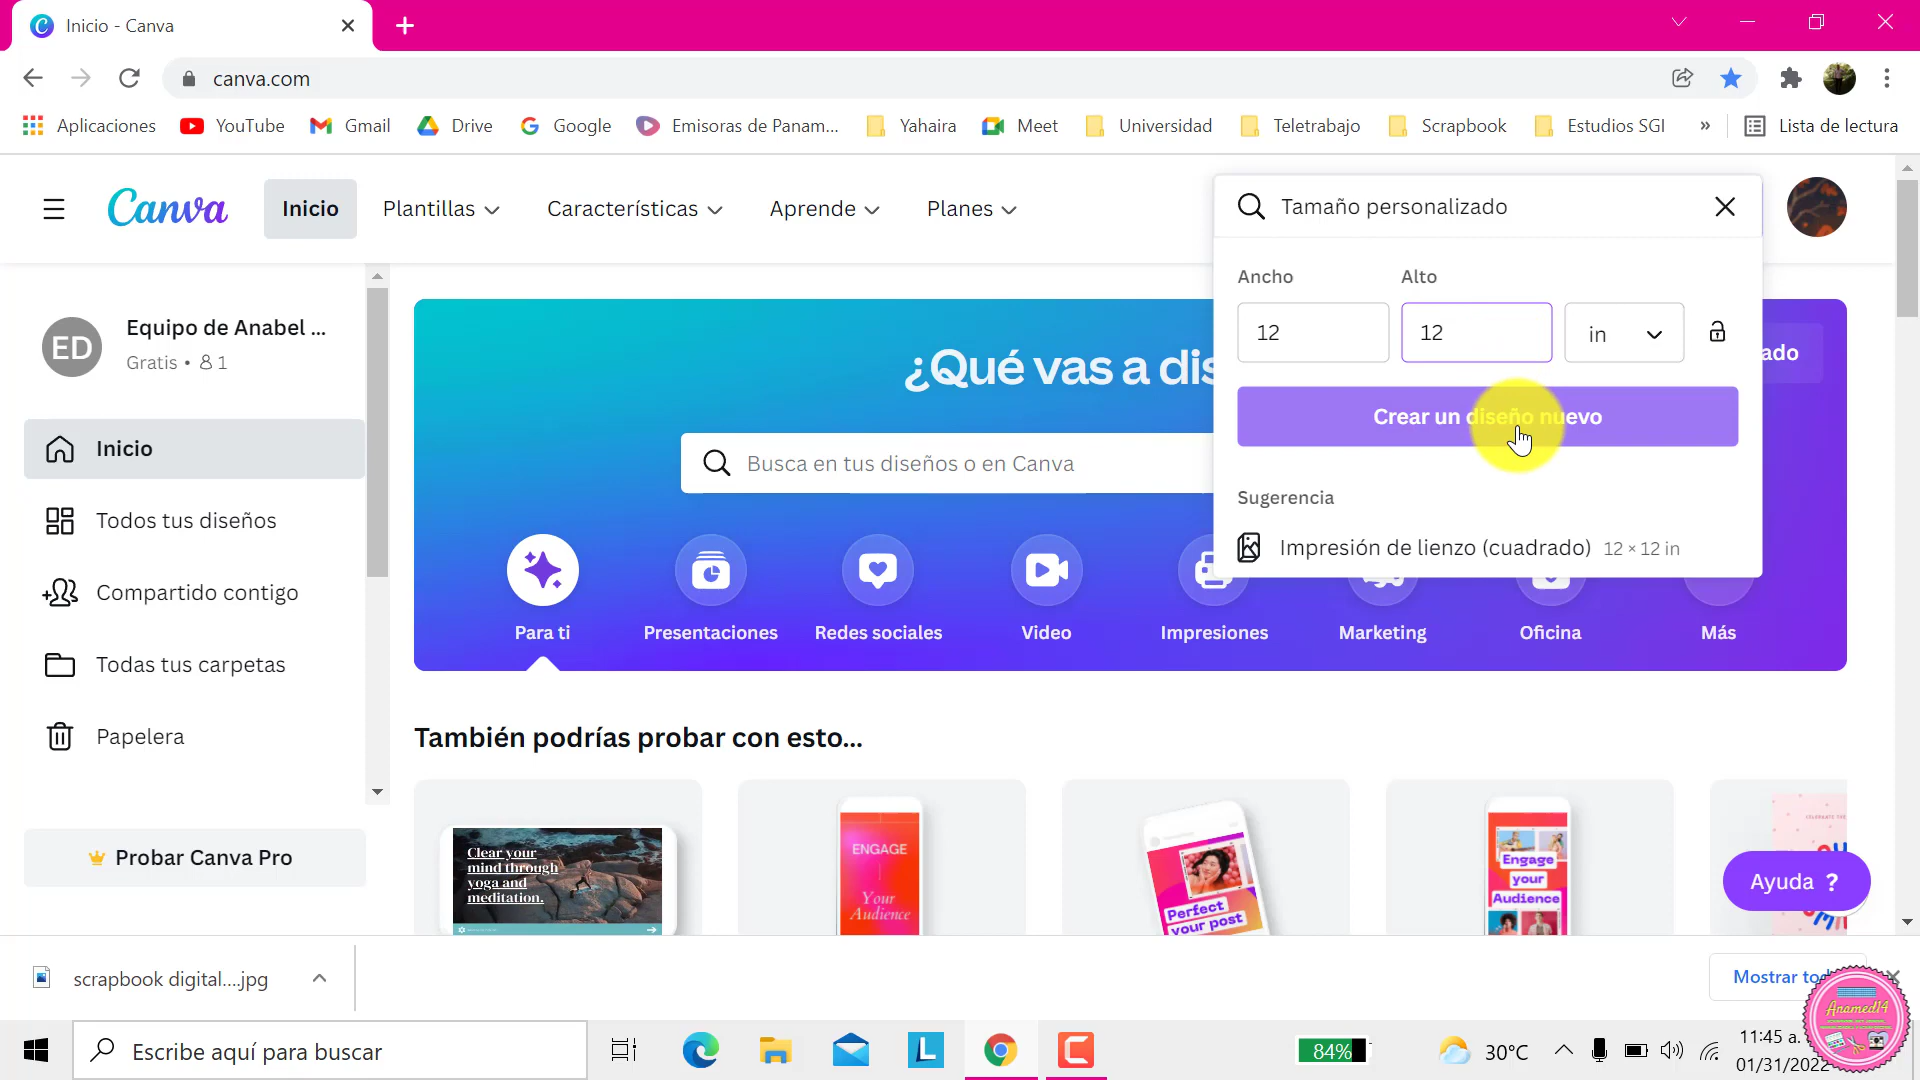 Inicio - Canva
canva.com
Aplicaciones YouTube Gmail Drive Google Emisoras de Panam... Yahaira Meet Universidad Teletrabajo Scrapbook Estudios SGI » Lista de lectura
Canva Inicio Plantillas Características Aprende Planes
Tamaño personalizado
Ancho Alto
12 12 in
Crear un diseño nuevo
Sugerencia
Impresión de lienzo (cuadrado) 12 × 12 in
ED Equipo de Anabel ...
Gratis • 1
Inicio
Todos tus diseños
Compartido contigo
Todas tus carpetas
Papelera
Probar Canva Pro
¿Qué vas a dis
ado
Busca en tus diseños o en Canva
Para ti Presentaciones Redes sociales Video Impresiones Marketing Oficina Más
También podrías probar con esto...
Clear your
mind through
yoga and
meditation.
ENGAGE
Your
Audience
Perfect
your post
Engage
your
Audience
Ayuda ?
scrapbook digital....jpg
Mostrar to
Anamed14
Escribe aquí para buscar
84%
30°C
11:45 a.
01/31/2022